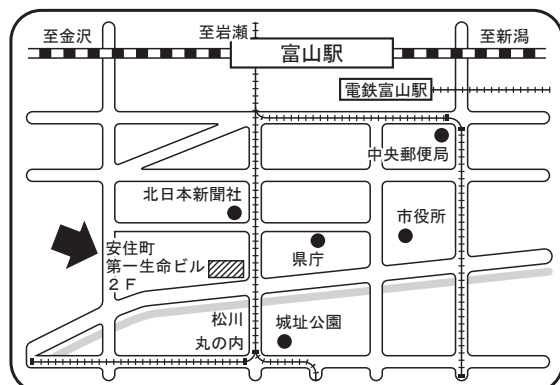 至金沢
至岩瀬
富山駅
至新潟
電鉄富山駅
中央郵便局
北日本新聞社
市役所
県庁
安住町
第一生命ビル
2F
松川
城址公園
丸の内